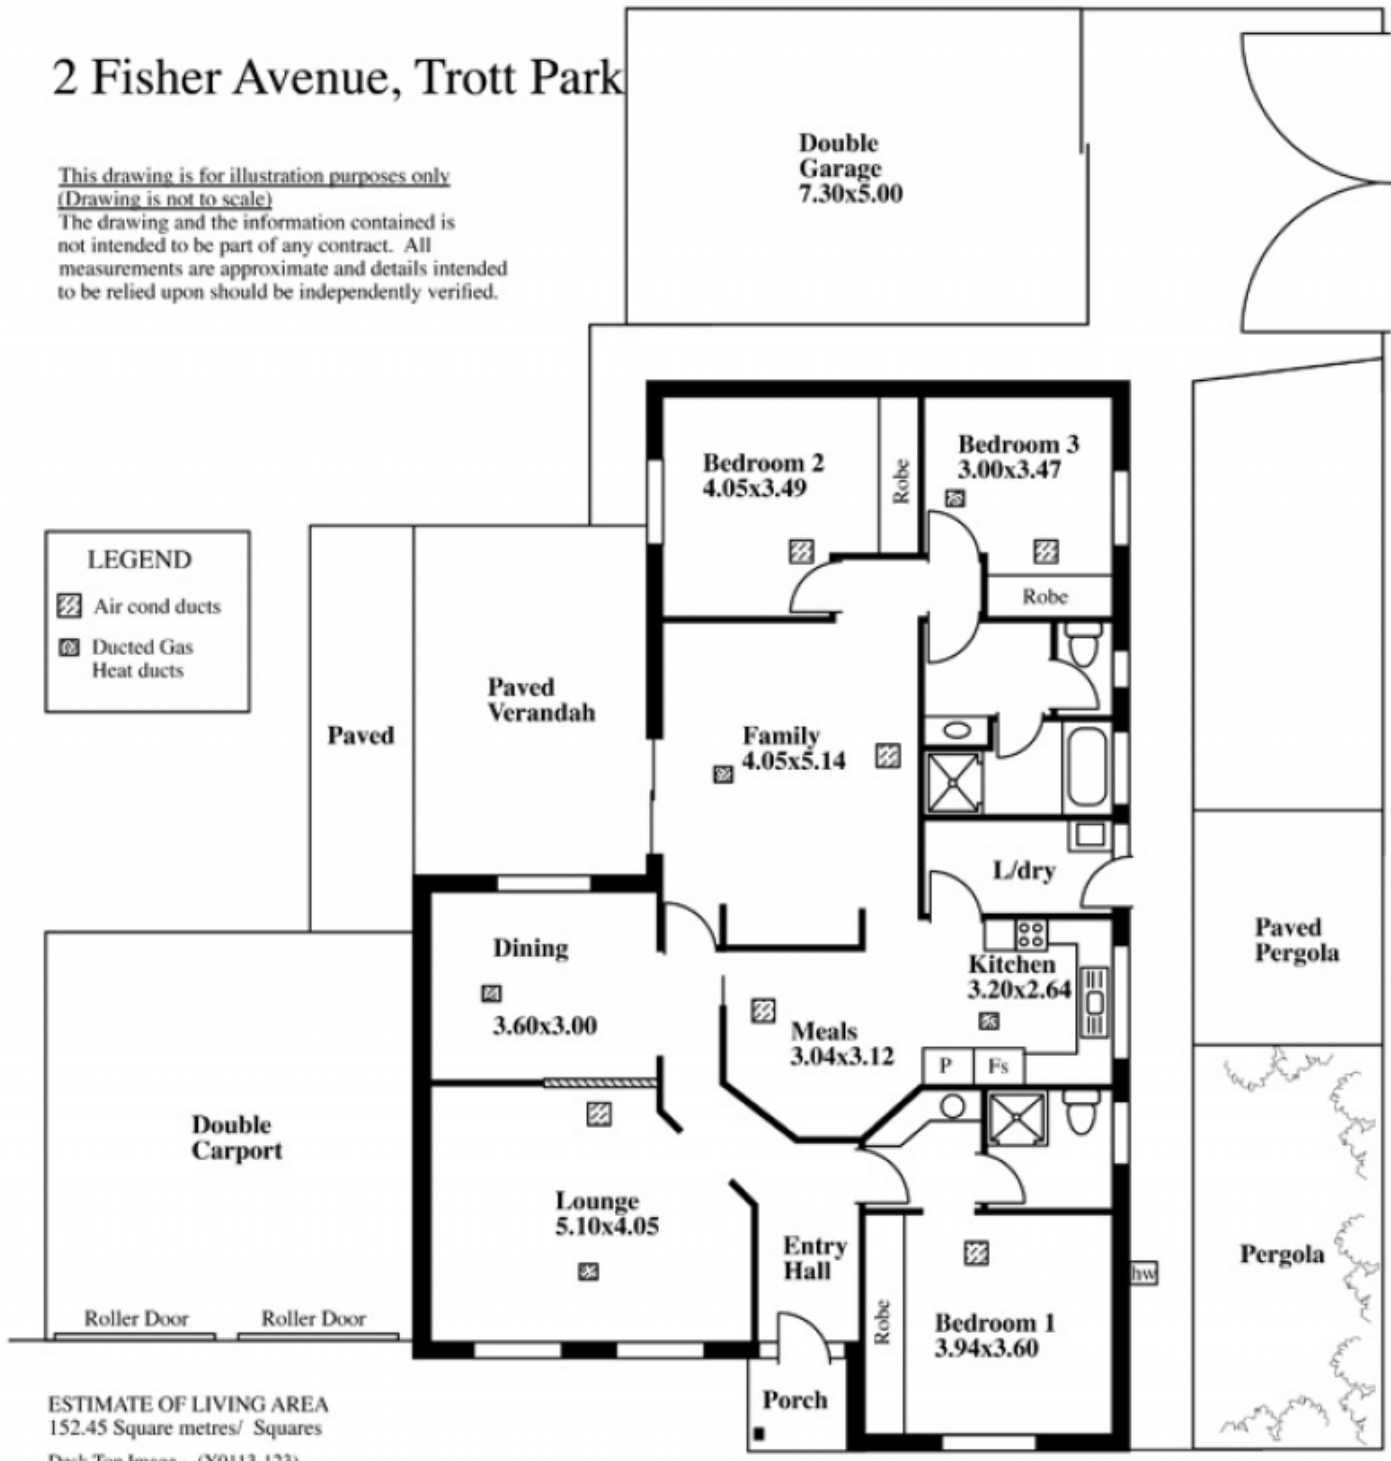 2 Fisher Avenue, Trott Park
This drawing is for illustration purposes only
(Drawing is not to scale)
The drawing and the information contained is
not intended to be part of any contract. All
measurements are approximate and details intended
to be relied upon should be independently verified.
Double
Garage
7.30x5.00
Bedroom 2
4.05x3.49
Robe
Bedroom 3
3.00x3.47
Robe
LEGEND
Air cond ducts
Ducted Gas
Heat ducts
Paved
Paved
Verandah
Family
4.05x5.14
L/dry
Dining
3.60x3.00
Kitchen
3.20x2.64
Meals
3.04x3.12
P
Fs
Paved
Pergola
Double
Carport
Lounge
5.10x4.05
Entry
Hall
Pergola
hw
Robe
Bedroom 1
3.94x3.60
Roller Door
Roller Door
Porch
ESTIMATE OF LIVING AREA
152.45 Square metres/ Squares
Desk Top Image - (Y0113-123)